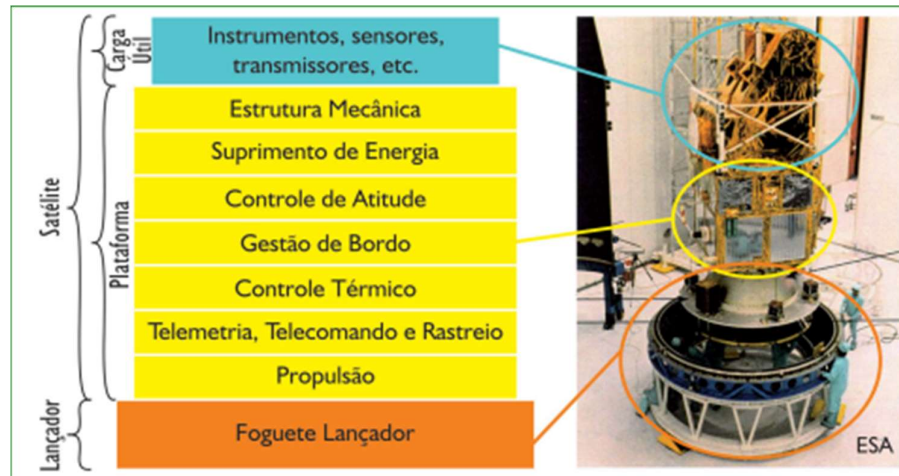 Satélite
Carga
Útil
Instrumentos, sensores,
transmissores, etc.
Plataforma
Estrutura Mecânica
Suprimento de Energia
Controle de Atitude
Gestão de Bordo
Controle Térmico
Telemetria, Telecomando e Rastreio
Propulsão
Lançador
Foguete Lançador
ESA